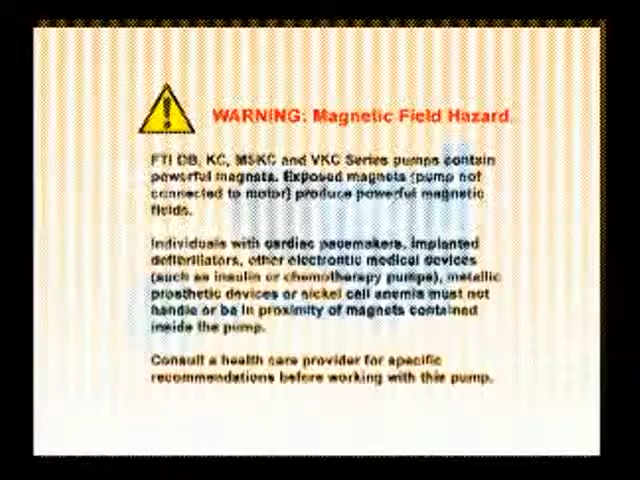 WARNING: Magnetic Field Hazard.
FTI DB, KC, MSKC and VKC Series pumps contain
powerful magnets. Exposed magnets (pump not
connected to motor) produce powerful magnetic
fields.
Individuals with cardiac pacemakers, implanted
defibrillators, other electrontic medical devices
(such as insulin or chemotherapy pumps), metallic
prosthetic devices or sickel cell anemia must not
handle or be in proximity of magnets contained
inside the pump.
Consult a health care provider for specific
recommendations before working with this pump.